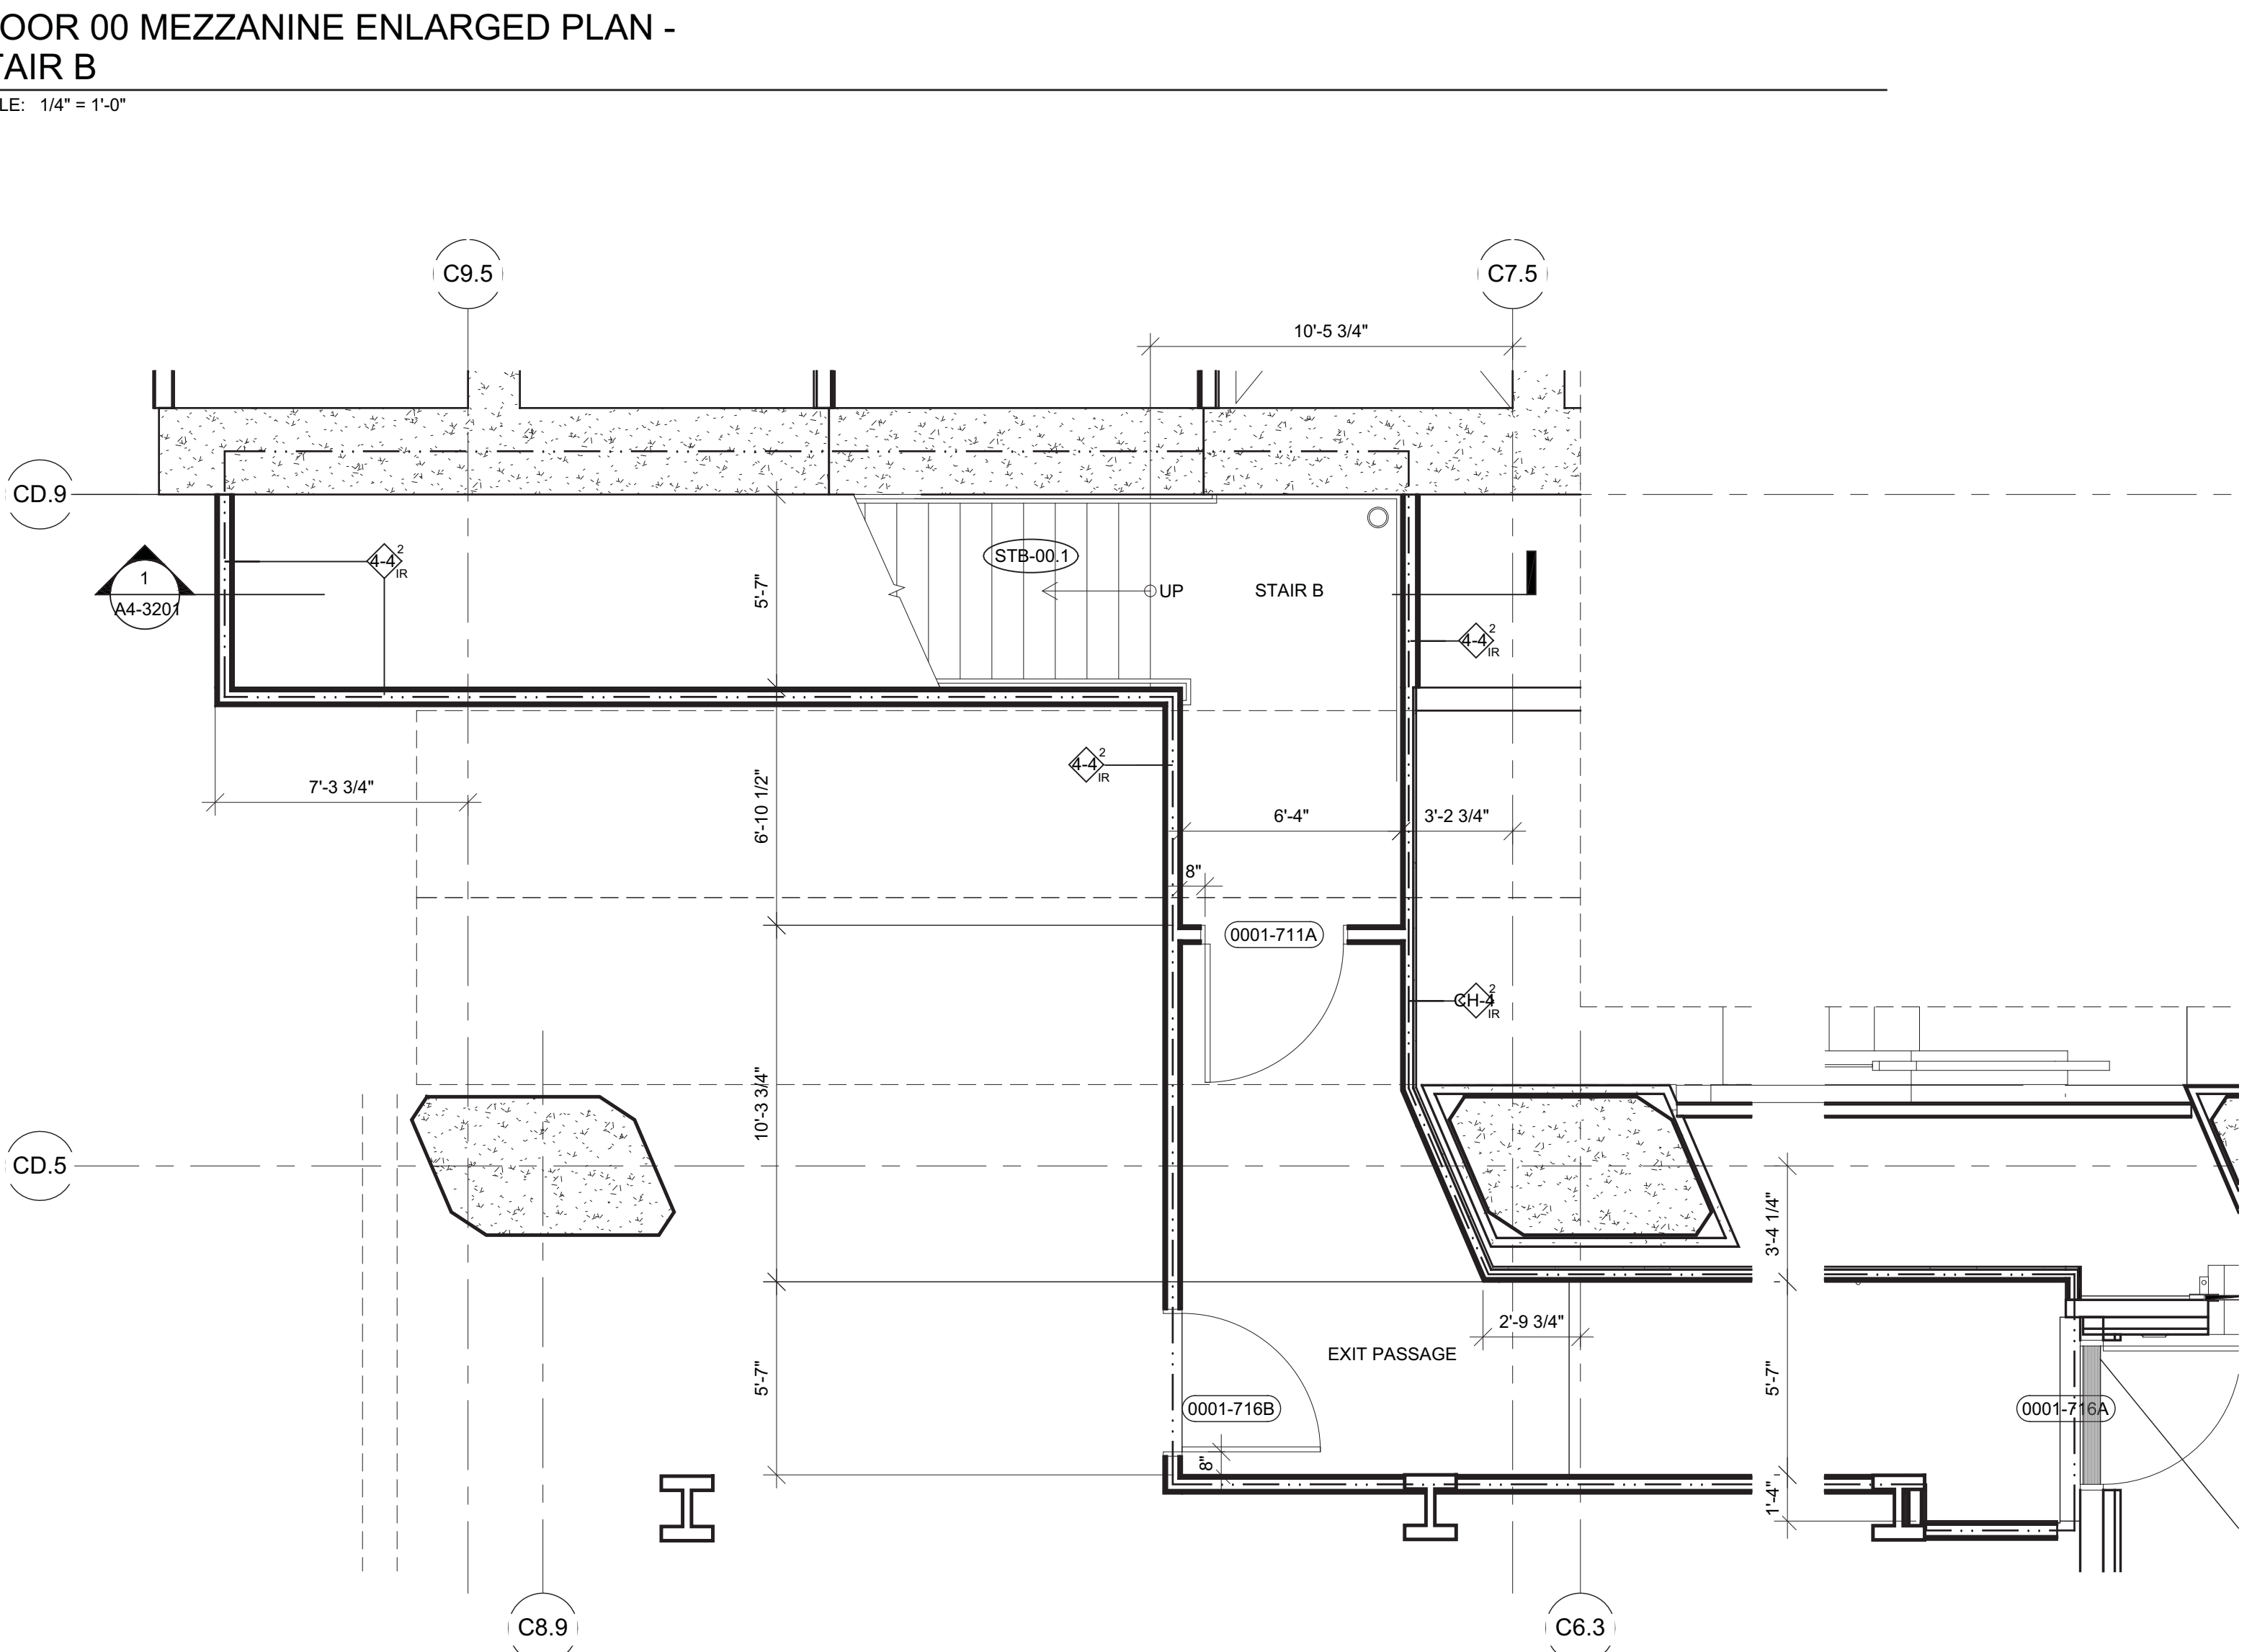 OOR 00 MEZZANINE ENLARGED PLAN -
TAIR B
LE: 1/4" = 1'-0"
C9.5
C7.5
10'-5 3/4"
CD.9
1
A4-3201
4-4
2
IR
5'-7"
STB-00.1
UP
STAIR B
4-4
2
IR
4-4
2
IR
7'-3 3/4"
6'-10 1/2"
6'-4"
3'-2 3/4"
8"
0001-711A
CH-4
2
IR
10'-3 3/4"
CD.5
3'-4 1/4"
2'-9 3/4"
EXIT PASSAGE
5'-7"
5'-7"
0001-716B
0001-716A
8"
1'-4"
C8.9
C6.3